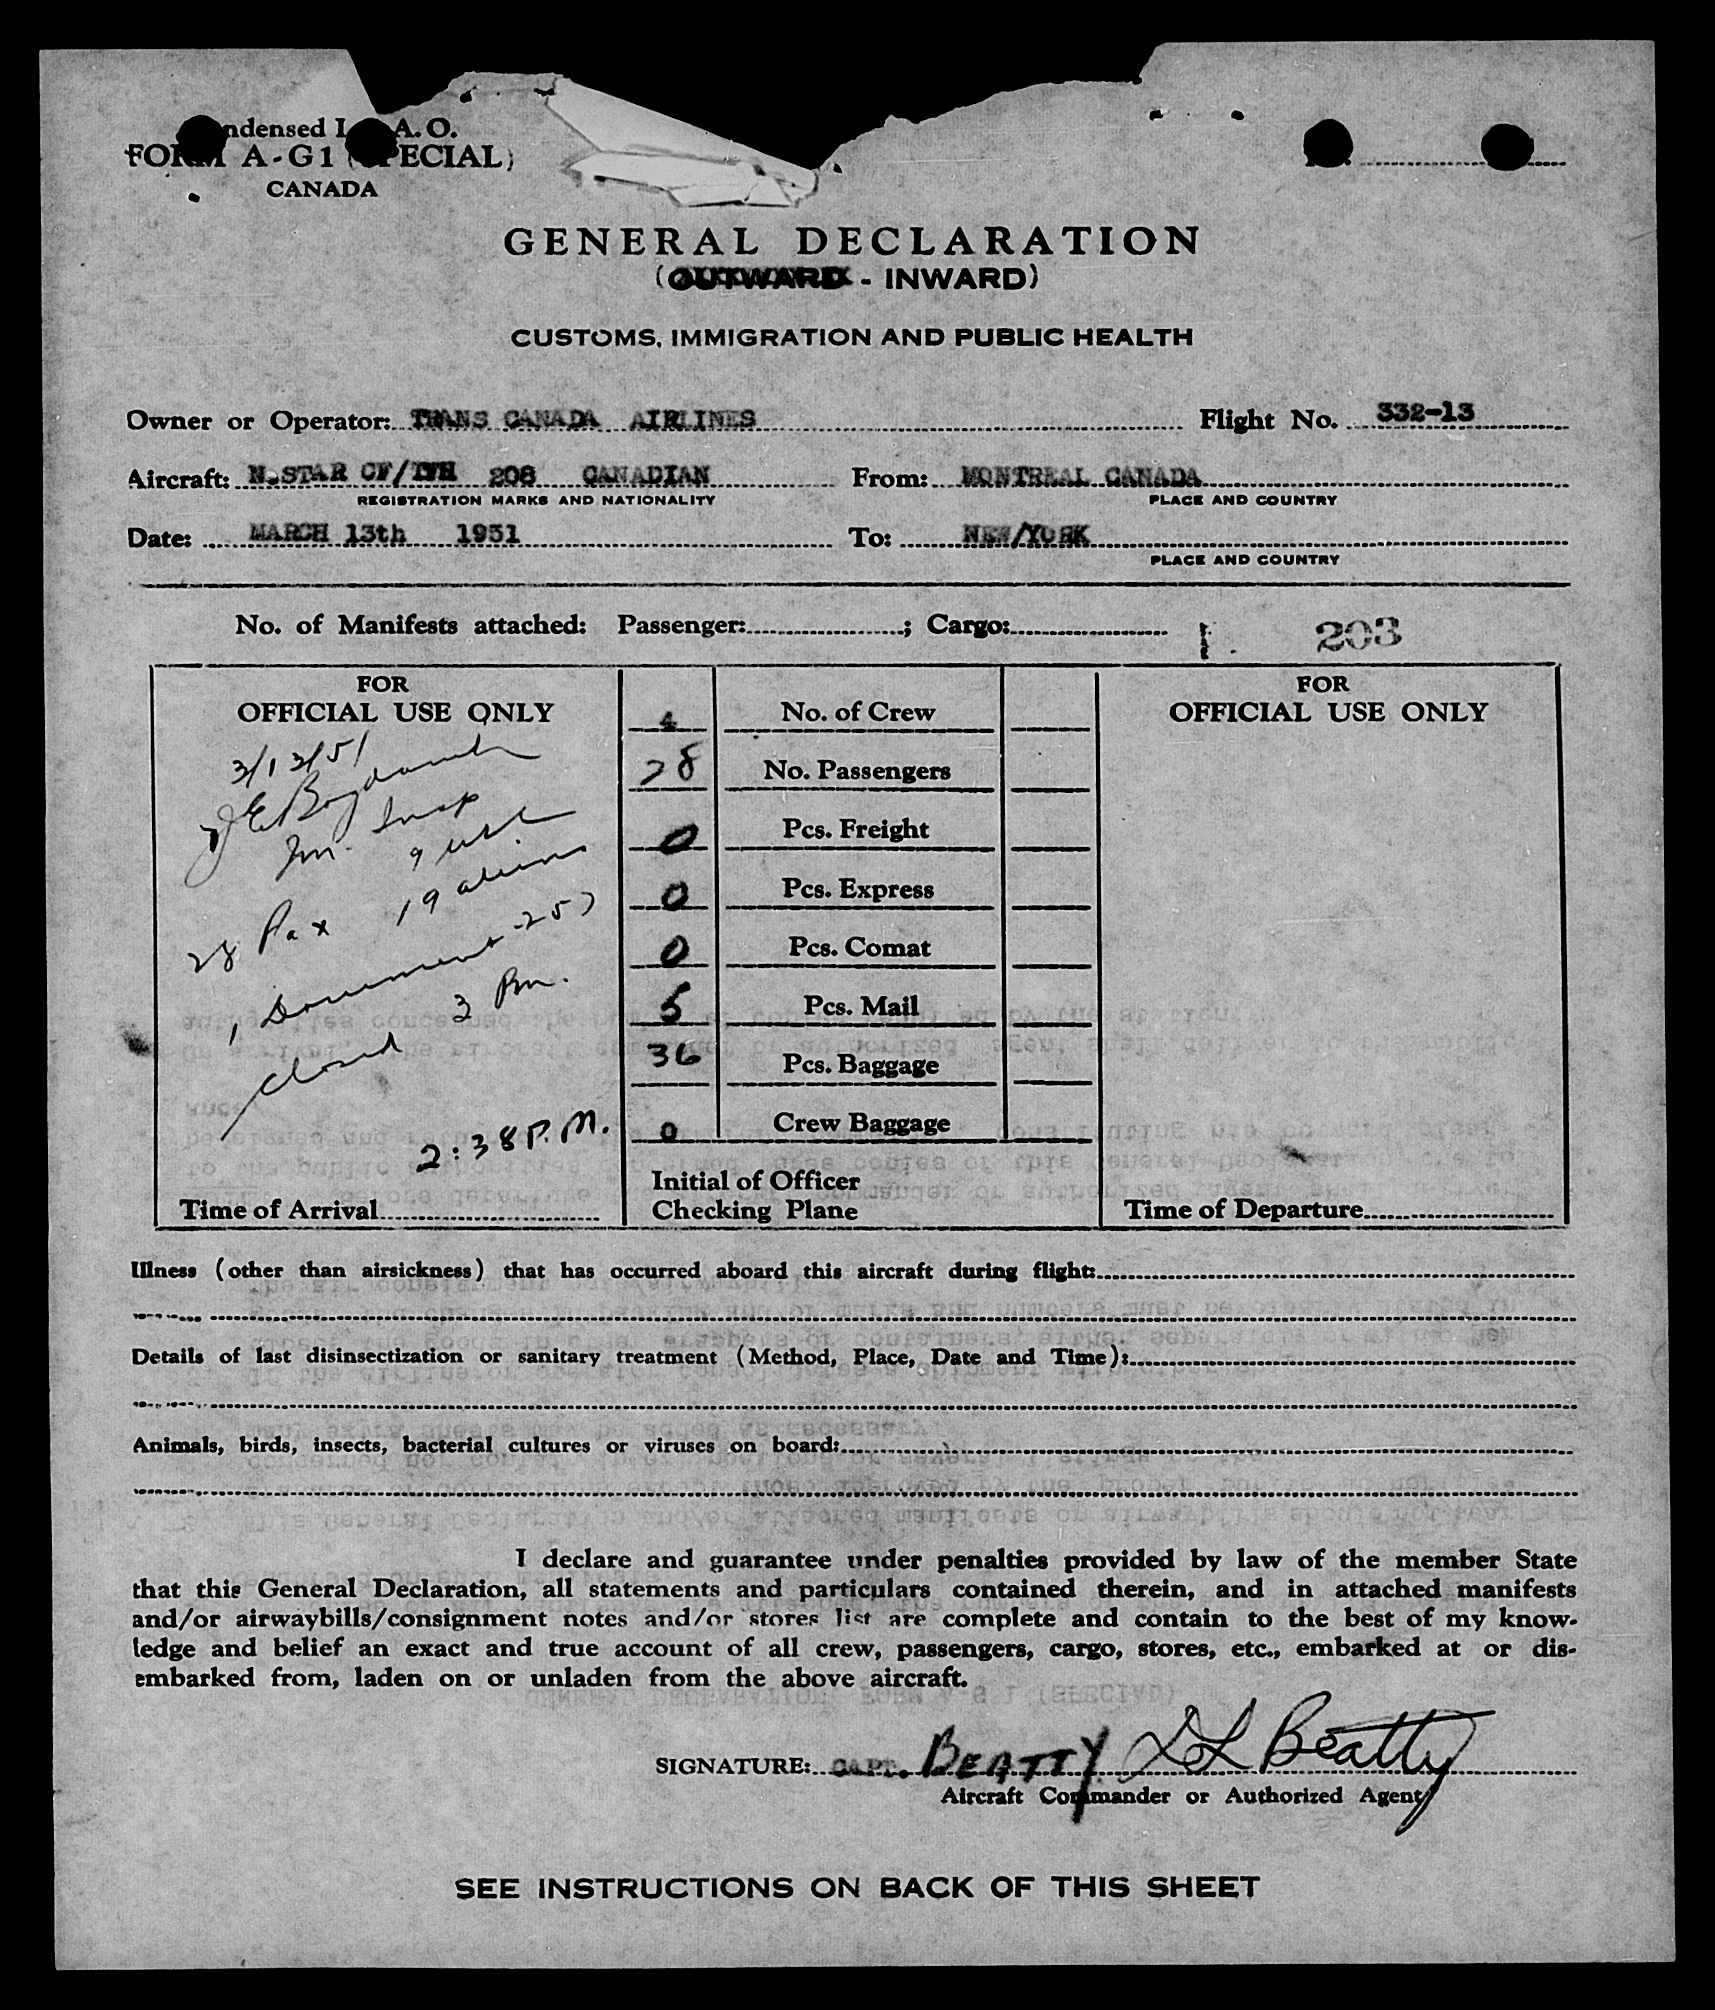 ndensed I A. O.
FORM A-G1 (SPECIAL)
CANADA
GENERAL DECLARATION
(OUTWARD - INWARD)
CUSTOMS, IMMIGRATION AND PUBLIC HEALTH
Owner or Operator: TRANS CANADA AIRLINES Flight No. 332-13
Aircraft: N.STAR CF/TFH 208 CANADIAN From: MONTREAL CANADA
REGISTRATION MARKS AND NATIONALITY PLACE AND COUNTRY
Date: MARCH 13th 1951 To: NEW/YORK
PLACE AND COUNTRY
No. of Manifests attached: Passenger: ; Cargo: 203
FOR
OFFICIAL USE ONLY
3/13/51
Im. Insp
28 Pax 19 aliens
closed 3 Pm.
2:38 P.M.
Time of Arrival
4 No. of Crew
28 No. Passengers
0 Pcs. Freight
0 Pcs. Express
0 Pcs. Comat
5 Pcs. Mail
36 Pcs. Baggage
0 Crew Baggage
Initial of Officer
Checking Plane
FOR
OFFICIAL USE ONLY
Time of Departure
Illness (other than airsickness) that has occurred aboard this aircraft during flight:
Details of last disinsectization or sanitary treatment (Method, Place, Date and Time):
Animals, birds, insects, bacterial cultures or viruses on board:
I declare and guarantee under penalties provided by law of the member State
that this General Declaration, all statements and particulars contained therein, and in attached manifests
and/or airwaybills/consignment notes and/or stores list are complete and contain to the best of my know-
ledge and belief an exact and true account of all crew, passengers, cargo, stores, etc., embarked at or dis-
embarked from, laden on or unladen from the above aircraft.
SIGNATURE: CAPT. BEATTY DL Beatty
Aircraft Commander or Authorized Agent
SEE INSTRUCTIONS ON BACK OF THIS SHEET